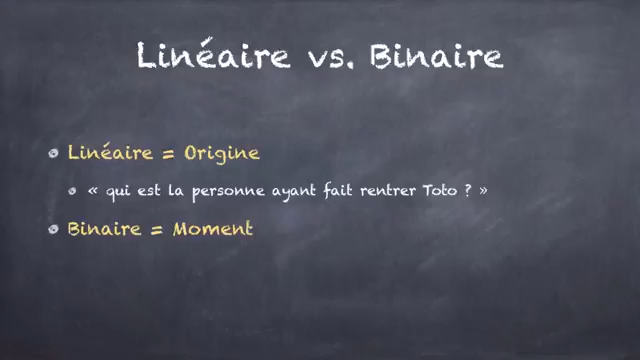 Linéaire vs. Binaire
Linéaire = Origine
« qui est la personne ayant fait rentrer Toto ? »
Binaire = Moment